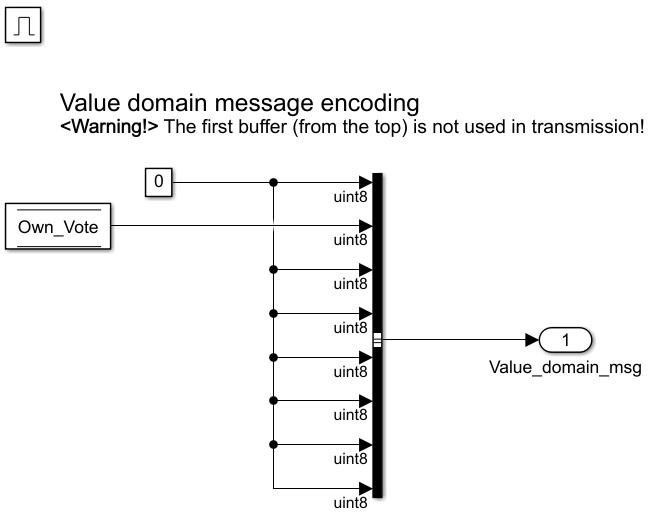 Value domain message encoding
<Warning!> The first buffer (from the top) is not used in transmission!
0
uint8
Own_Vote
uint8
uint8
uint8
1
Value_domain_msg
uint8
uint8
uint8
uint8